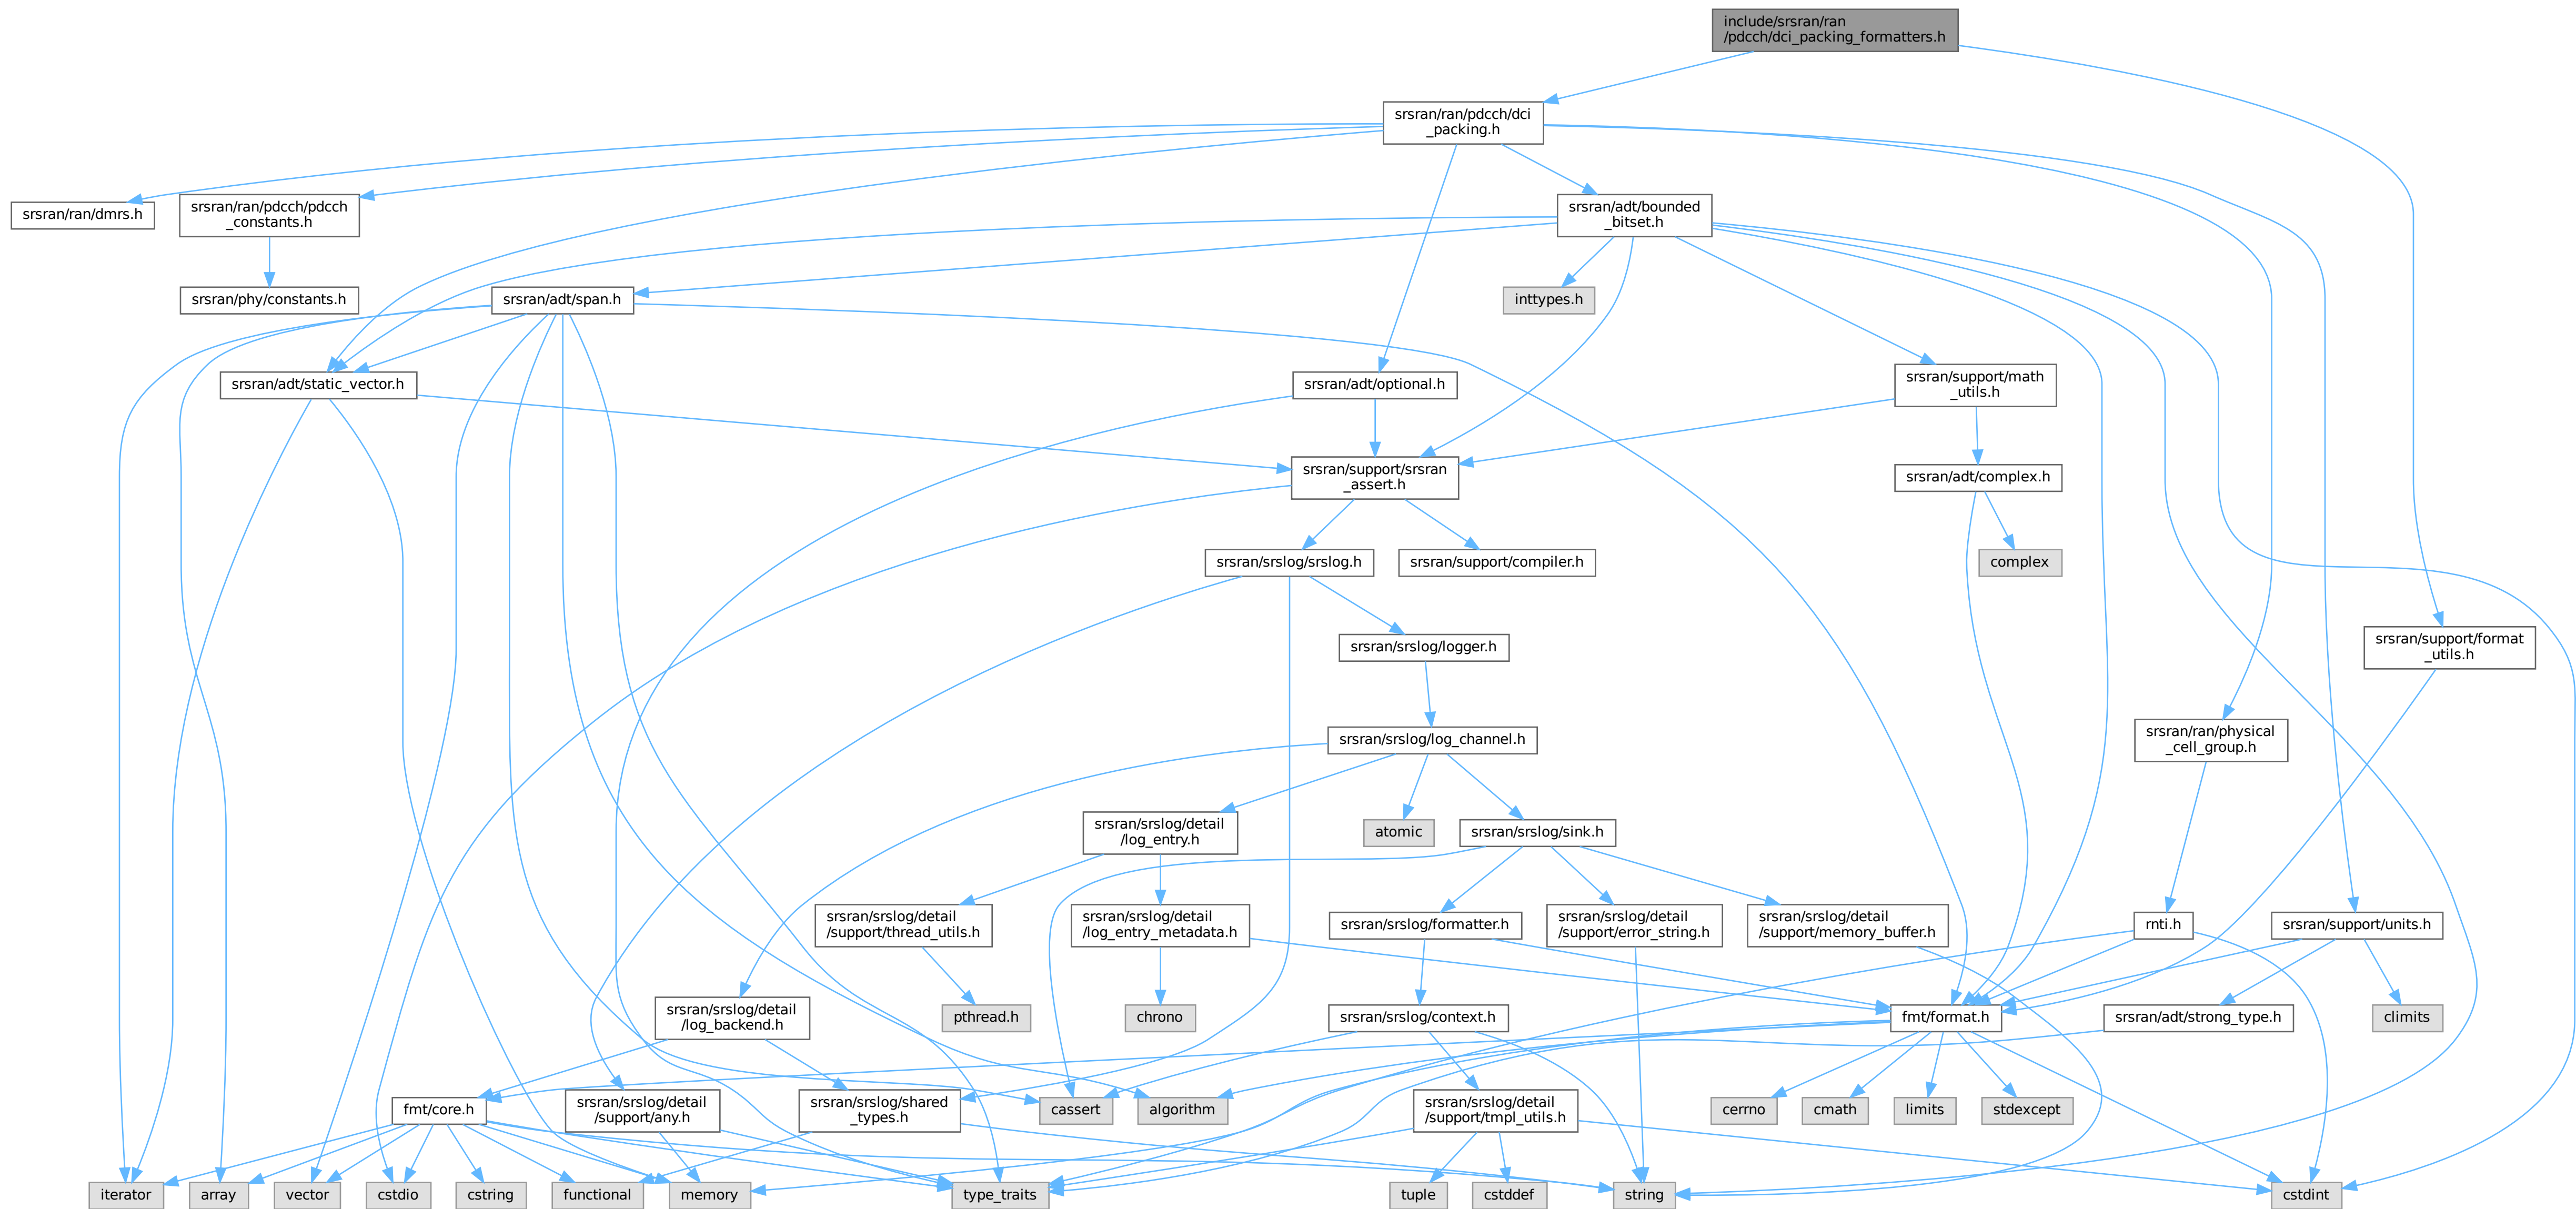 include/srsran/ran
/pdcch/dci_packing_formatters.h
srsran/ran/pdcch/dci
_packing.h
srsran/ran/dmrs.h
srsran/ran/pdcch/pdcch
_constants.h
srsran/adt/bounded
_bitset.h
srsran/phy/constants.h
srsran/adt/span.h
inttypes.h
srsran/adt/static_vector.h
srsran/adt/optional.h
srsran/support/math
_utils.h
srsran/support/srsran
_assert.h
srsran/adt/complex.h
srsran/srslog/srslog.h
srsran/support/compiler.h
complex
srsran/srslog/logger.h
srsran/support/format
_utils.h
srsran/srslog/log_channel.h
srsran/ran/physical
_cell_group.h
srsran/srslog/detail
/log_entry.h
atomic
srsran/srslog/sink.h
srsran/srslog/detail
/support/thread_utils.h
srsran/srslog/detail
/log_entry_metadata.h
srsran/srslog/formatter.h
srsran/srslog/detail
/support/error_string.h
srsran/srslog/detail
/support/memory_buffer.h
rnti.h
srsran/support/units.h
srsran/srslog/detail
/log_backend.h
pthread.h
chrono
srsran/srslog/context.h
fmt/format.h
srsran/adt/strong_type.h
climits
fmt/core.h
srsran/srslog/detail
/support/any.h
srsran/srslog/shared
_types.h
cassert
algorithm
srsran/srslog/detail
/support/tmpl_utils.h
cerrno
cmath
limits
stdexcept
iterator
array
vector
cstdio
cstring
functional
memory
type_traits
tuple
cstddef
string
cstdint